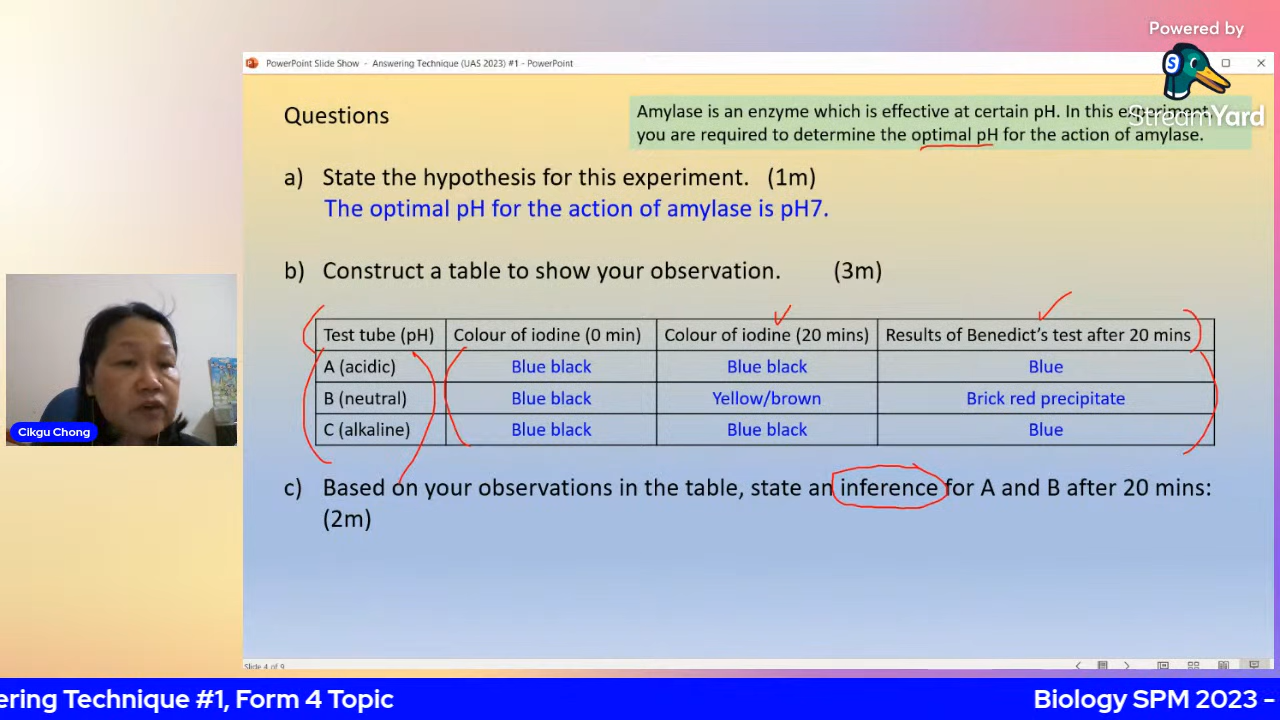 Powered by
StreamYard
PowerPoint Slide Show - Answering Technique (UAS 2023) #1 - PowerPoint
Questions
Amylase is an enzyme which is effective at certain pH. In this experiment,
you are required to determine the optimal pH for the action of amylase.
a) State the hypothesis for this experiment. (1m)
The optimal pH for the action of amylase is pH7.
b) Construct a table to show your observation. (3m)
Test tube (pH) Colour of iodine (0 min) Colour of iodine (20 mins) Results of Benedict's test after 20 mins
A (acidic) Blue black Blue black Blue
B (neutral) Blue black Yellow/brown Brick red precipitate
C (alkaline) Blue black Blue black Blue
c) Based on your observations in the table, state an inference for A and B after 20 mins:
(2m)
Cikgu Chong
Slide 4 of 9
ering Technique #1, Form 4 Topic Biology SPM 2023 -